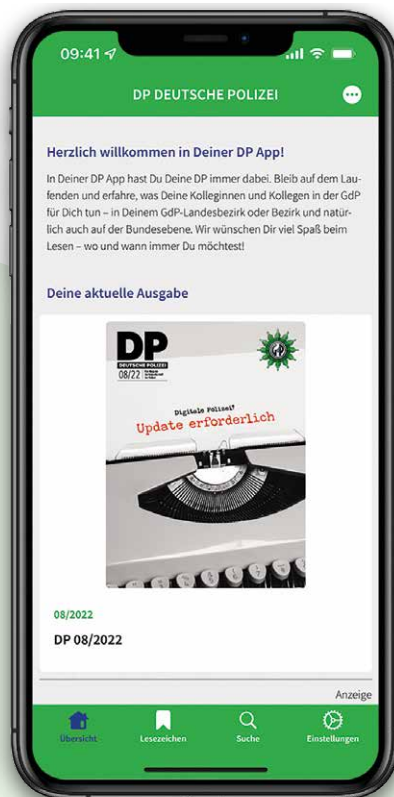 09:41
DP DEUTSCHE POLIZEI
Herzlich willkommen in Deiner DP App!
In Deiner DP App hast Du Deine DP immer dabei. Bleib auf dem Lau-
fenden und erfahre, was Deine Kolleginnen und Kollegen in der GdP
für Dich tun – in Deinem GdP-Landesbezirk oder Bezirk und natür-
lich auch auf der Bundesebene. Wir wünschen Dir viel Spaß beim
Lesen – wo und wann immer Du möchtest!
Deine aktuelle Ausgabe
DP
DEUTSCHE POLIZEI
08/22
GdP
Digitale Polizei?
Update erforderlich
08/2022
DP 08/2022
Anzeige
Übersicht
Lesezeichen
Suche
Einstellungen